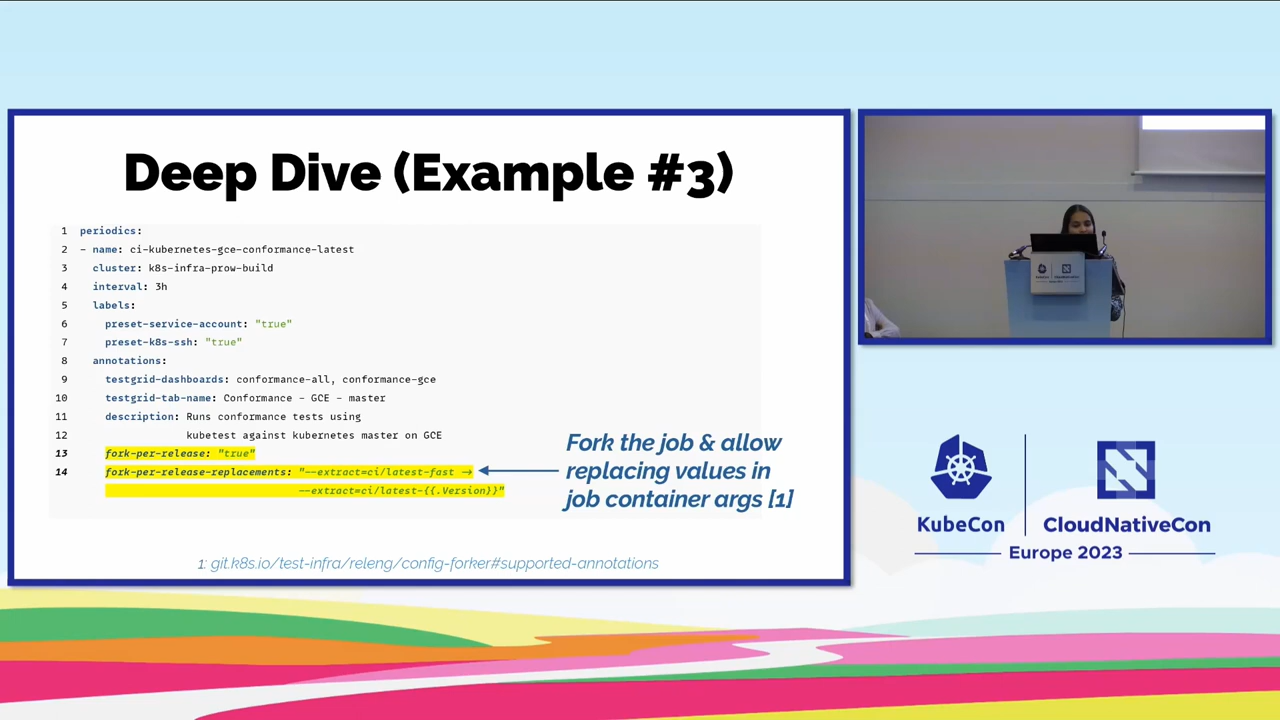 Deep Dive (Example #3)
1 periodics:
2 - name: ci-kubernetes-gce-conformance-latest
3 cluster: k8s-infra-prow-build
4 interval: 3h
5 labels:
6 preset-service-account: "true"
7 preset-k8s-ssh: "true"
8 annotations:
9 testgrid-dashboards: conformance-all, conformance-gce
10 testgrid-tab-name: Conformance - GCE - master
11 description: Runs conformance tests using
12 kubetest against kubernetes master on GCE
13 fork-per-release: "true"
14 fork-per-release-replacements: "--extract=ci/latest-fast →
--extract=ci/latest-{{.Version}}"
Fork the job & allow
replacing values in
job container args [1]
1: git.k8s.io/test-infra/releng/config-forker#supported-annotations
KubeCon
CloudNativeCon
Europe 2023